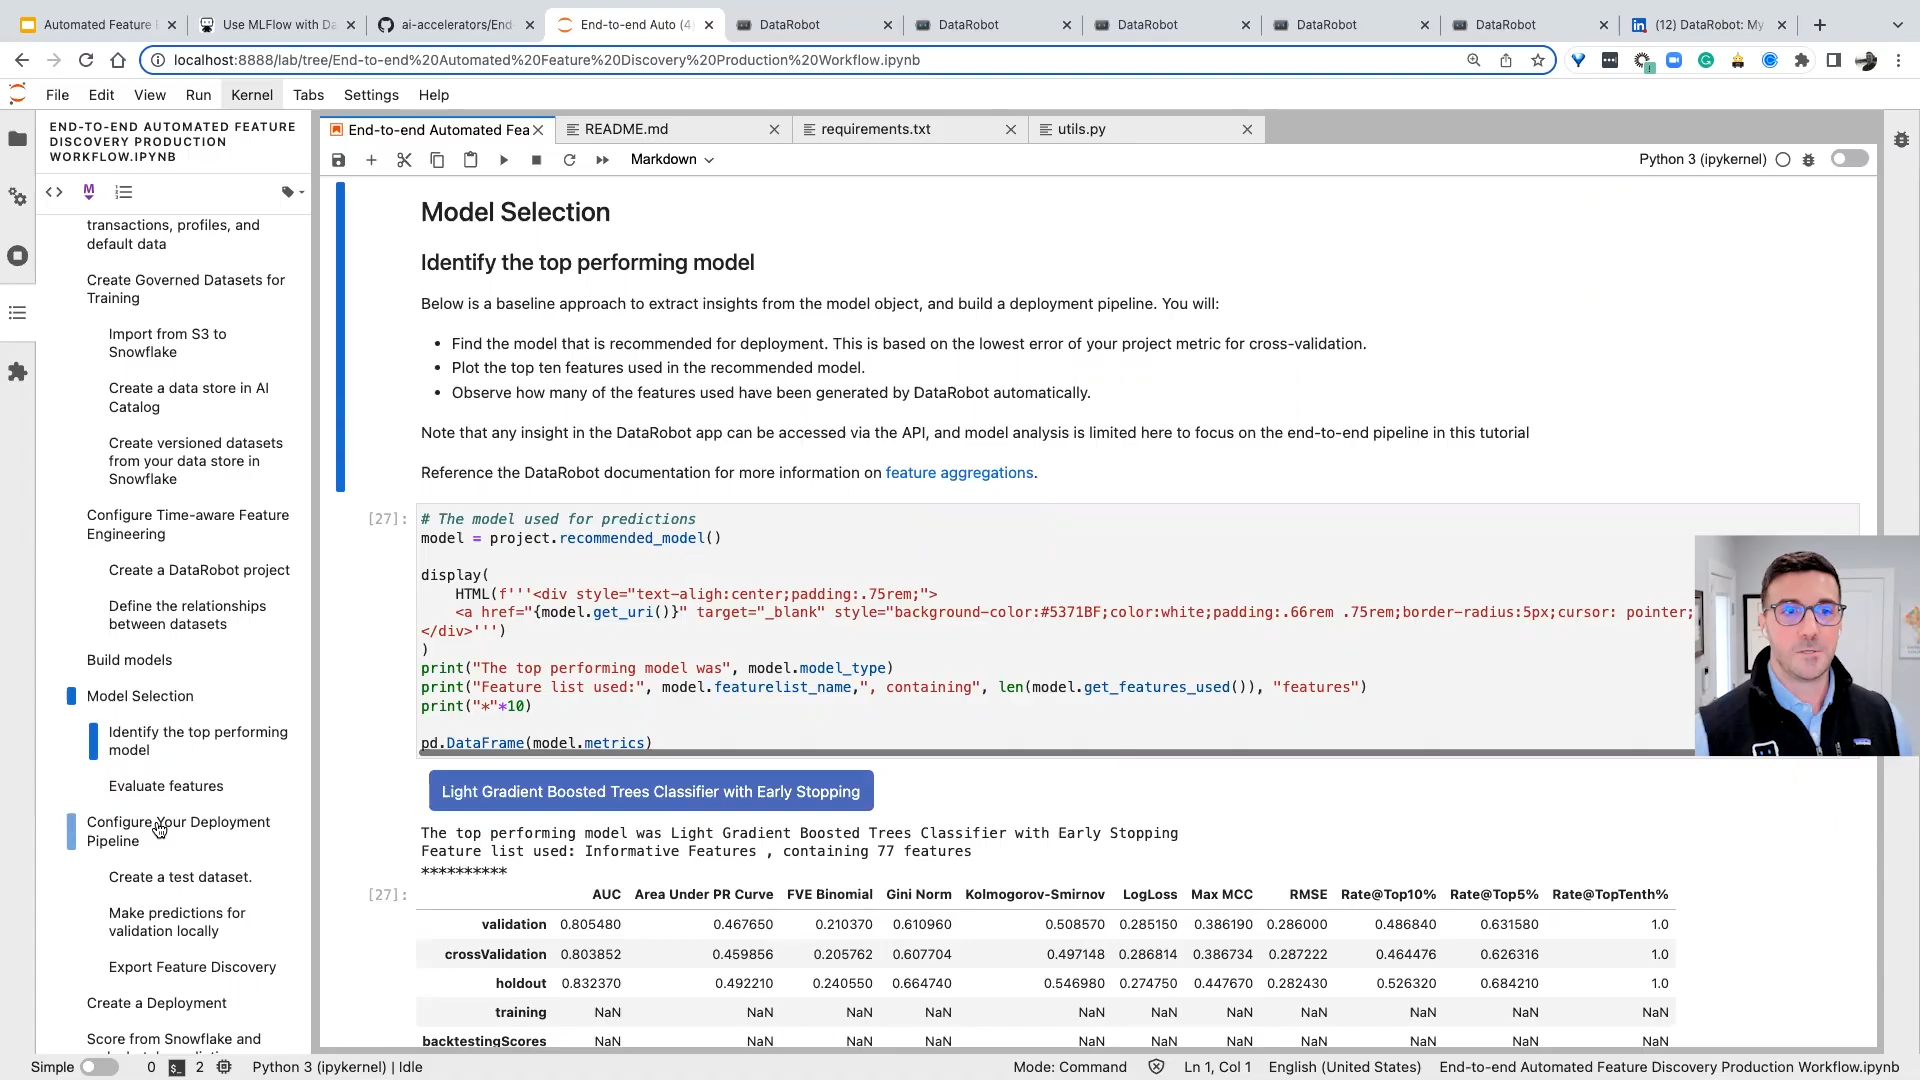 Automated Feature
Use MLFlow with Da
ai-accelerators/End-
End-to-end Auto (4
DataRobot
DataRobot
DataRobot
DataRobot
DataRobot
(12) DataRobot: My
localhost:8888/lab/tree/End-to-end%20Automated%20Feature%20Discovery%20Production%20Workflow.ipynb
File Edit View Run Kernel Tabs Settings Help
END-TO-END AUTOMATED FEATURE
DISCOVERY PRODUCTION
WORKFLOW.IPYNB
End-to-end Automated Fea
README.md
requirements.txt
utils.py
Markdown
Python 3 (ipykernel)
transactions, profiles, and
default data
Create Governed Datasets for
Training
Import from S3 to
Snowflake
Create a data store in AI
Catalog
Create versioned datasets
from your data store in
Snowflake
Configure Time-aware Feature
Engineering
Create a DataRobot project
Define the relationships
between datasets
Build models
Model Selection
Identify the top performing
model
Evaluate features
Configure Your Deployment
Pipeline
Create a test dataset.
Make predictions for
validation locally
Export Feature Discovery
Create a Deployment
Score from Snowflake and
Model Selection
Identify the top performing model
Below is a baseline approach to extract insights from the model object, and build a deployment pipeline. You will:
• Find the model that is recommended for deployment. This is based on the lowest error of your project metric for cross-validation.
• Plot the top ten features used in the recommended model.
• Observe how many of the features used have been generated by DataRobot automatically.
Note that any insight in the DataRobot app can be accessed via the API, and model analysis is limited here to focus on the end-to-end pipeline in this tutorial
Reference the DataRobot documentation for more information on feature aggregations.
[27]: # The model used for predictions
model = project.recommended_model()
display(
HTML(f'''<div style="text-aligh:center;padding:.75rem;">
<a href="{model.get_uri()}" target="_blank" style="background-color:#5371BF;color:white;padding:.66rem .75rem;border-radius:5px;cursor: pointer;
</div>''')
)
print("The top performing model was", model.model_type)
print("Feature list used:", model.featurelist_name,", containing", len(model.get_features_used()), "features")
print("*"*10)
pd.DataFrame(model.metrics)
Light Gradient Boosted Trees Classifier with Early Stopping
The top performing model was Light Gradient Boosted Trees Classifier with Early Stopping
Feature list used: Informative Features , containing 77 features
**********
[27]: AUC Area Under PR Curve FVE Binomial Gini Norm Kolmogorov-Smirnov LogLoss Max MCC RMSE Rate@Top10% Rate@Top5% Rate@TopTenth%
validation 0.805480 0.467650 0.210370 0.610960 0.508570 0.285150 0.386190 0.286000 0.486840 0.631580 1.0
crossValidation 0.803852 0.459856 0.205762 0.607704 0.497148 0.286814 0.386734 0.287222 0.464476 0.626316 1.0
holdout 0.832370 0.492210 0.240550 0.664740 0.546980 0.274750 0.447670 0.282430 0.526320 0.684210 1.0
training NaN NaN NaN NaN NaN NaN NaN NaN NaN NaN NaN
backtestingScores NaN NaN NaN NaN NaN NaN NaN NaN NaN NaN NaN
Simple 0 2 Python 3 (ipykernel) | Idle Mode: Command Ln 1, Col 1 English (United States) End-to-end Automated Feature Discovery Production Workflow.ipynb